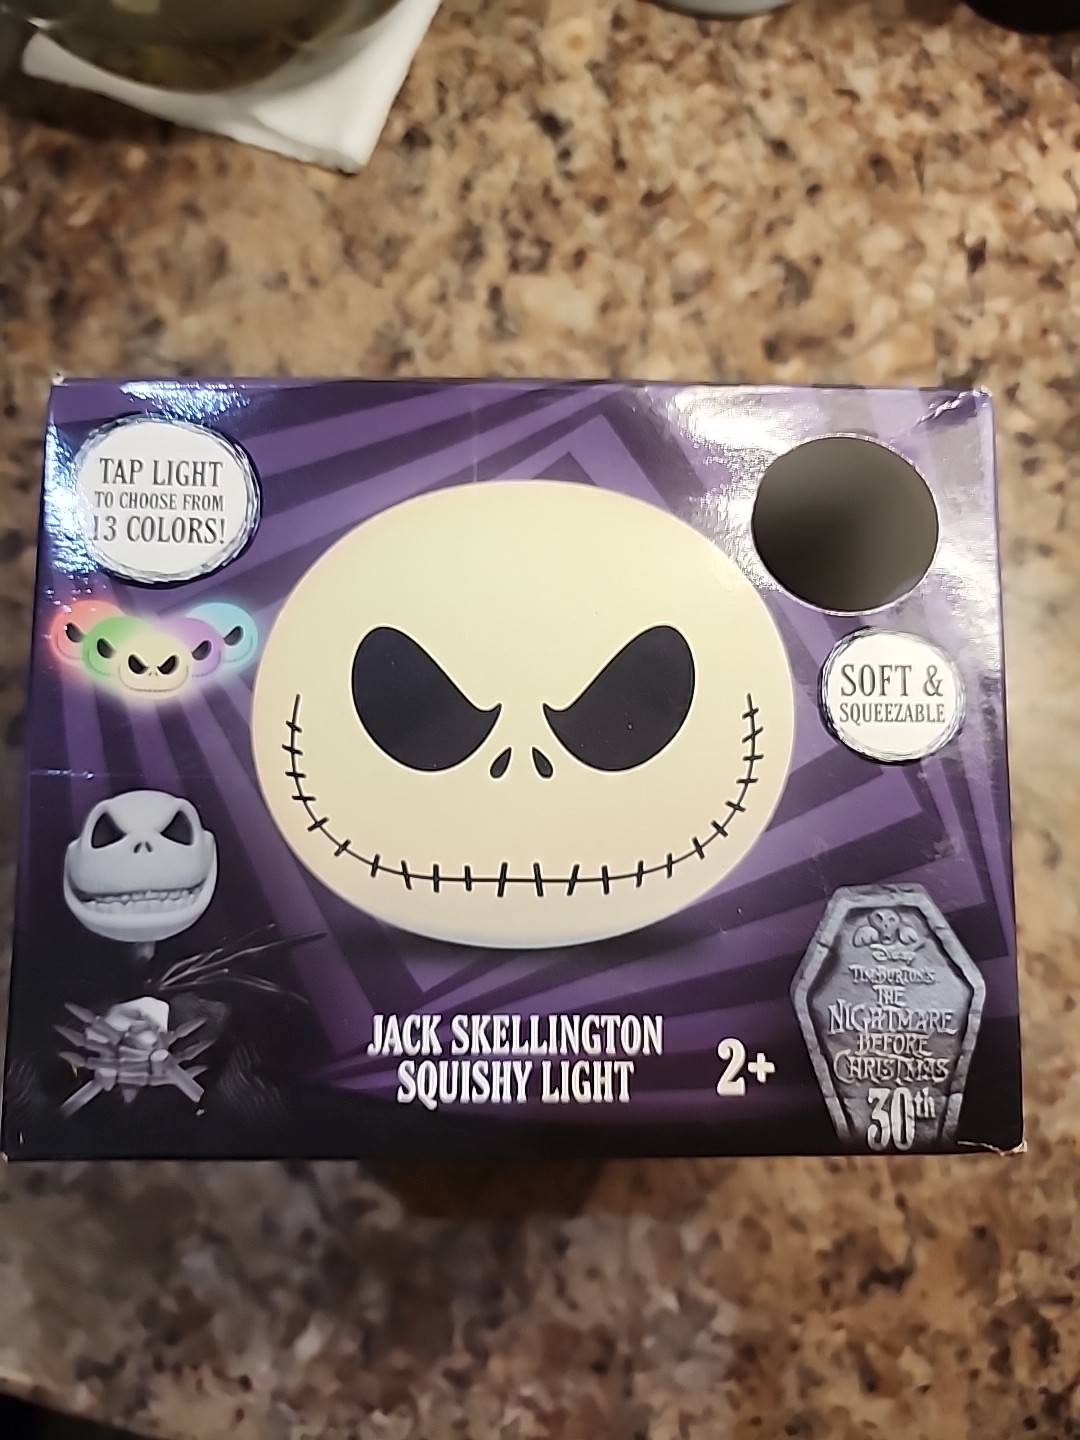 TAP LIGHT
TO CHOOSE FROM
13 COLORS!
SOFT &
SQUEEZABLE
JACK SKELLINGTON
SQUISHY LIGHT
2+
Disney
TIM BURTON'S
THE
NIGHTMARE
BEFORE
CHRISTMAS
30th